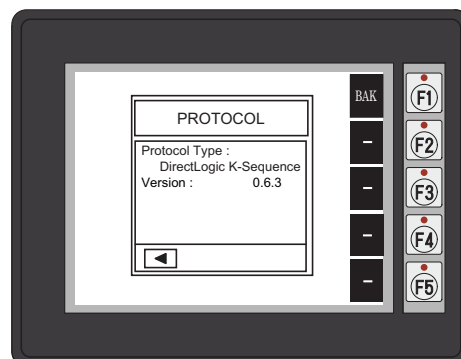 PROTOCOL
Protocol Type :
DirectLogic K-Sequence
Version : 0.6.3
BAK
-
-
-
-
F1
F2
F3
F4
F5